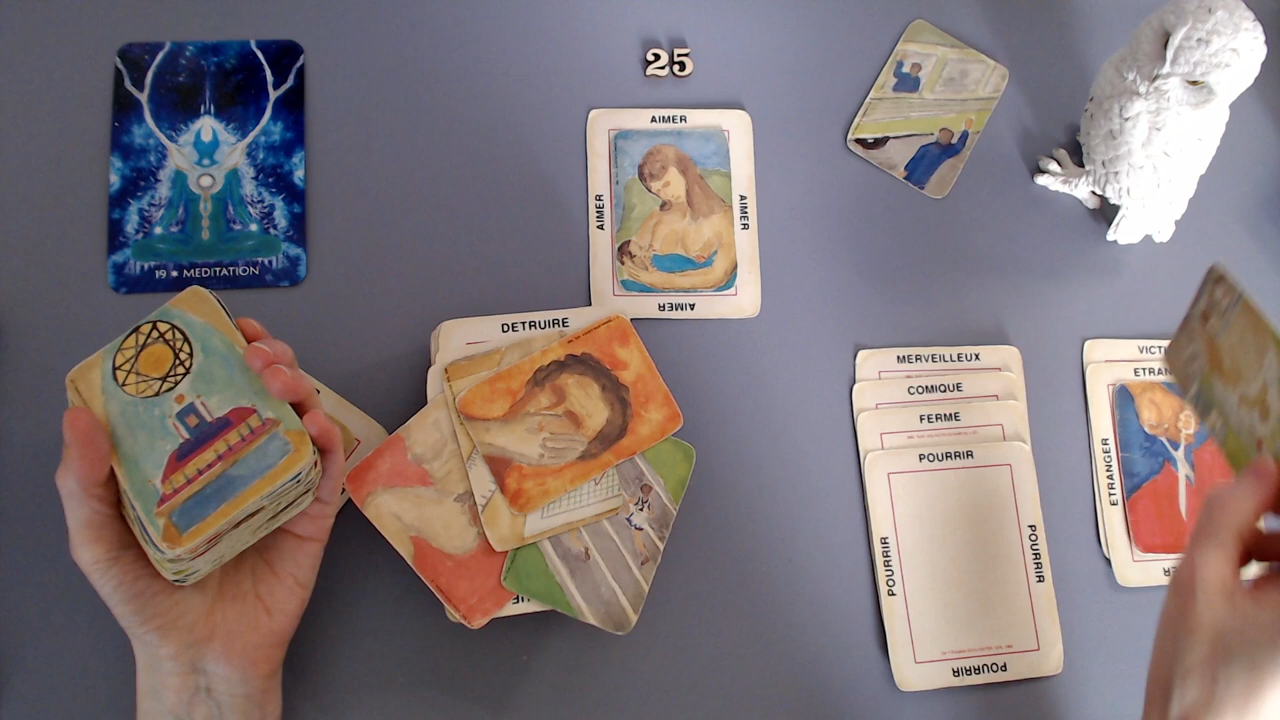 25
19 * MEDITATION
AIMER
AIMER
AIMER
AIMER
DETRUIRE
MERVEILLEUX
COMIQUE
FERME
POURRIR
POURRIR
POURRIR
POURRIR
ETRANGER